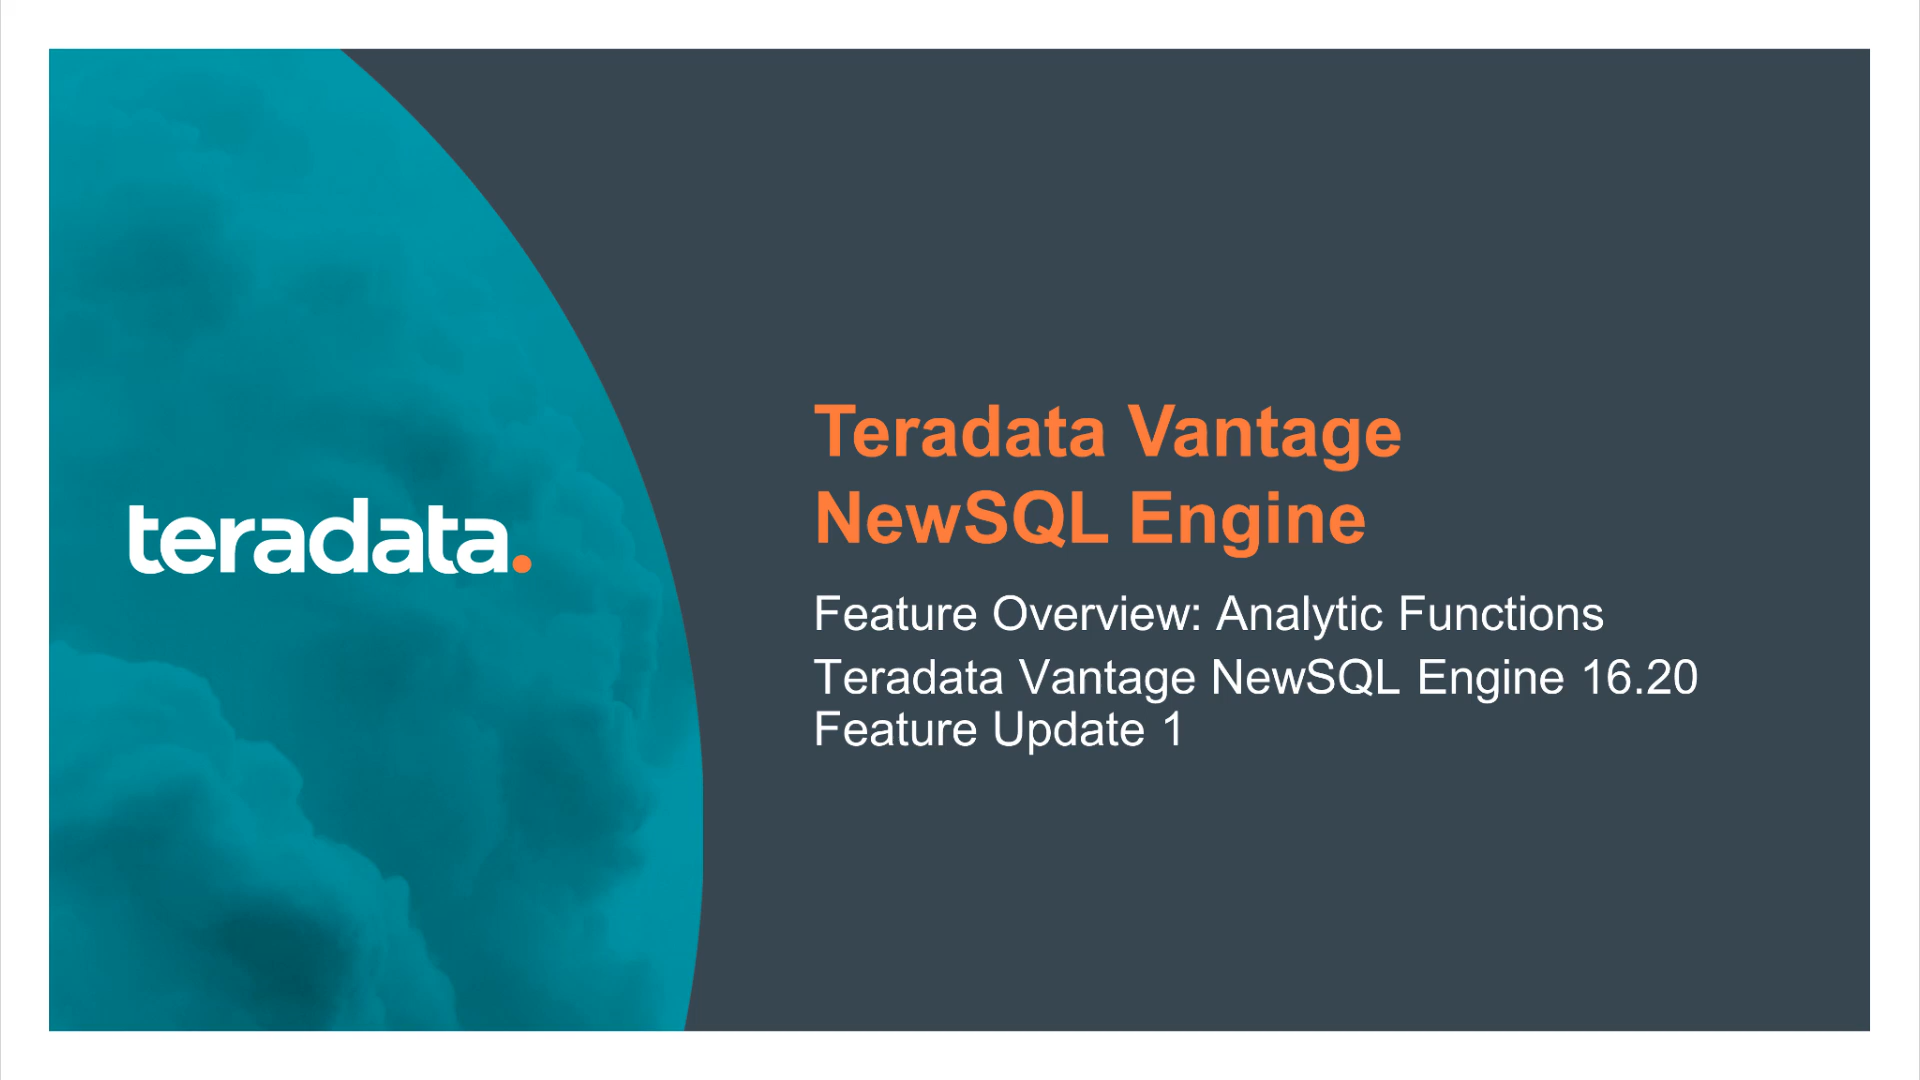 teradata.
Teradata Vantage
NewSQL Engine
Feature Overview: Analytic Functions
Teradata Vantage NewSQL Engine 16.20
Feature Update 1